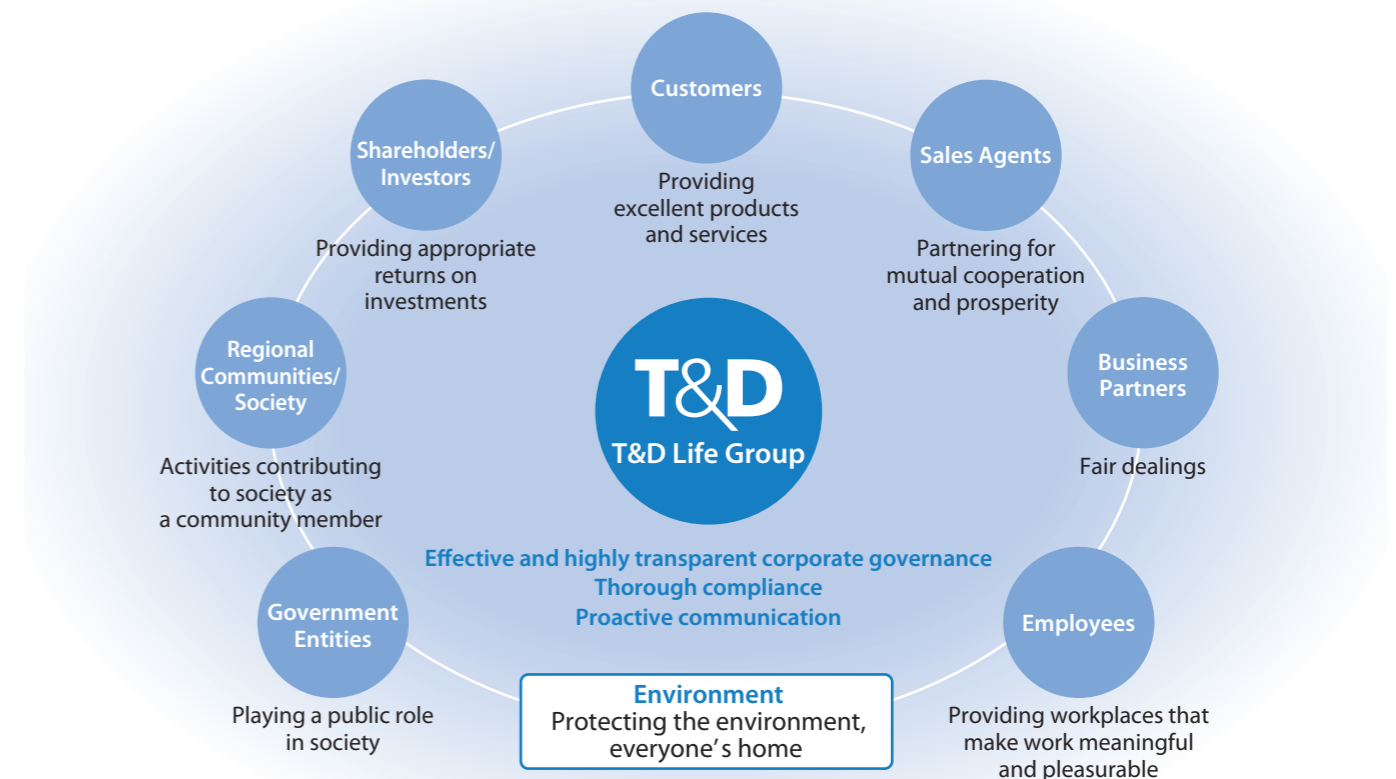 Customers
Providing
excellent products
and services
Shareholders/
Investors
Providing appropriate
returns on
investments
Sales Agents
Partnering for
mutual cooperation
and prosperity
Regional
Communities/
Society
Activities contributing
to society as
a community member
T&D
T&D Life Group
Business
Partners
Fair dealings
Effective and highly transparent corporate governance
Thorough compliance
Proactive communication
Government
Entities
Playing a public role
in society
Environment
Protecting the environment,
everyone's home
Employees
Providing workplaces that
make work meaningful
and pleasurable